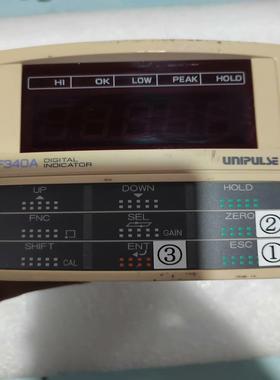 HI OK LOW PEAK HOLD
F340A DIGITAL INDICATOR UNIPULSE
UP DOWN HOLD
FNC SEL GAIN ZERO ②
SHIFT CAL ENT ③ ESC ①